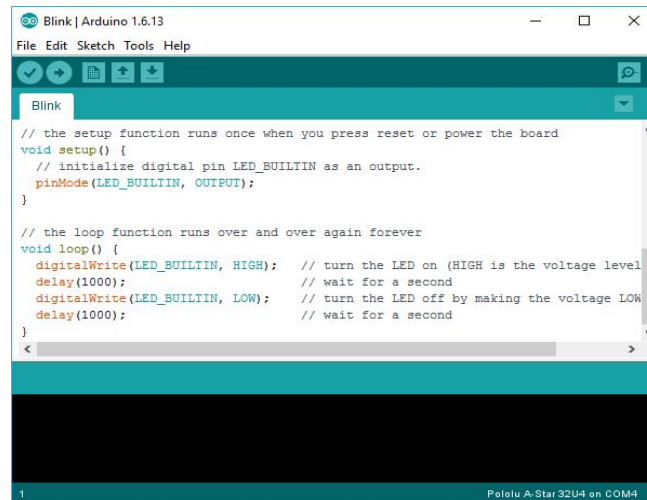 Blink | Arduino 1.6.13
File Edit Sketch Tools Help
Blink
// the setup function runs once when you press reset or power the board
void setup() {
  // initialize digital pin LED_BUILTIN as an output.
  pinMode(LED_BUILTIN, OUTPUT);
}
// the loop function runs over and over again forever
void loop() {
  digitalWrite(LED_BUILTIN, HIGH);   // turn the LED on (HIGH is the voltage level
  delay(1000);                       // wait for a second
  digitalWrite(LED_BUILTIN, LOW);    // turn the LED off by making the voltage LOW
  delay(1000);                       // wait for a second
}
1 Pololu A-Star 32U4 on COM4